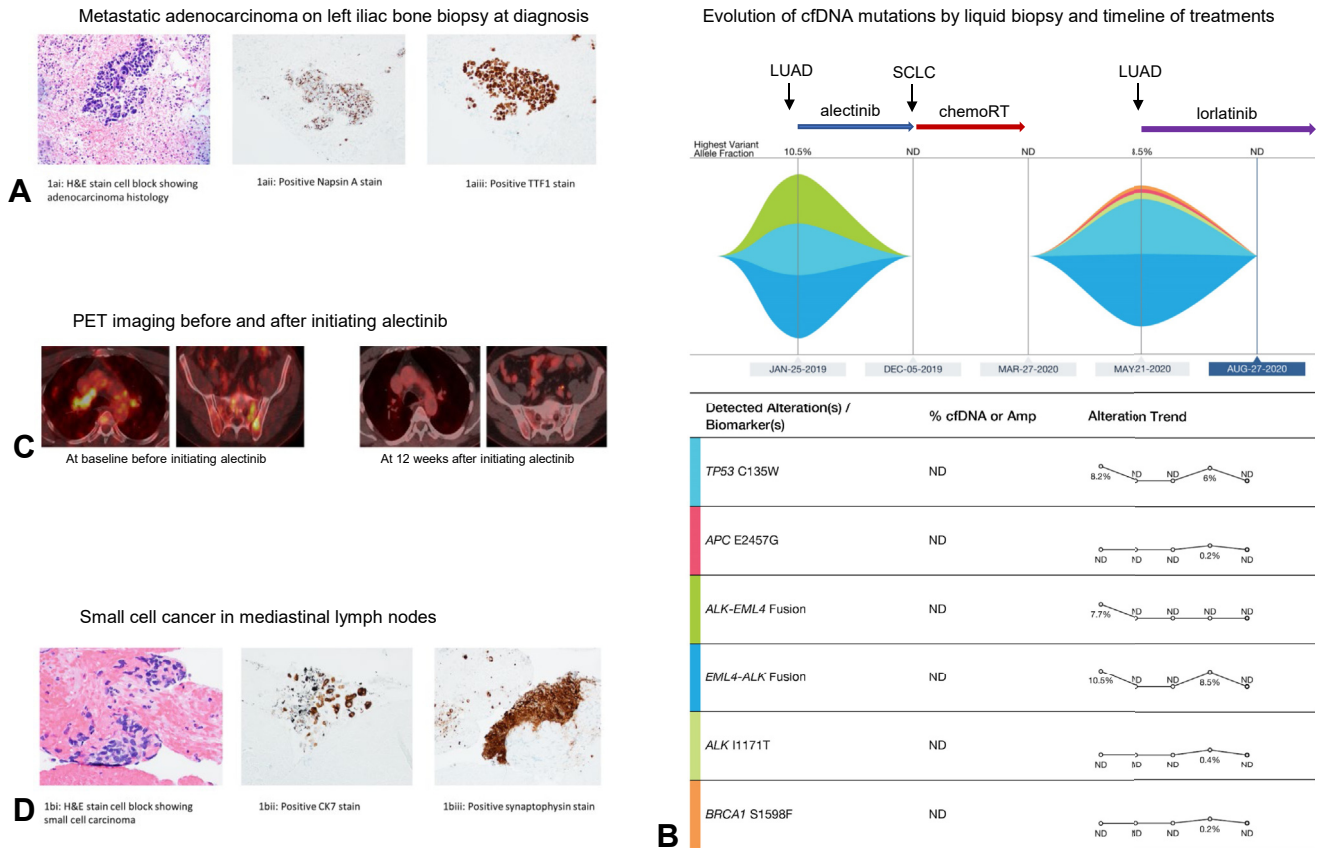 Metastatic adenocarcinoma on left iliac bone biopsy at diagnosis
1ai: H&E stain cell block showing
adenocarcinoma histology
1aii: Positive Napsin A stain
1aiii: Positive TTF1 stain
A
PET imaging before and after initiating alectinib
At baseline before initiating alectinib
At 12 weeks after initiating alectinib
C
Small cell cancer in mediastinal lymph nodes
1bi: H&E stain cell block showing
small cell carcinoma
1bii: Positive CK7 stain
1biii: Positive synaptophysin stain
D
Evolution of cfDNA mutations by liquid biopsy and timeline of treatments
LUAD
SCLC
LUAD
alectinib
chemoRT
lorlatinib
Highest Variant
Allele Fraction
10.5%
ND
ND
8.5%
ND
JAN-25-2019
DEC-05-2019
MAR-27-2020
MAY21-2020
AUG-27-2020
Detected Alteration(s) /
Biomarker(s)
% cfDNA or Amp
Alteration Trend
TP53 C135W
ND
8.2% ND ND 6% ND
APC E2457G
ND
ND ND ND 0.2% ND
ALK-EML4 Fusion
ND
7.7% ND ND ND ND
EML4-ALK Fusion
ND
10.5% ND ND 8.5% ND
ALK I1171T
ND
ND ND ND 0.4% ND
BRCA1 S1598F
ND
ND ND ND 0.2% ND
B